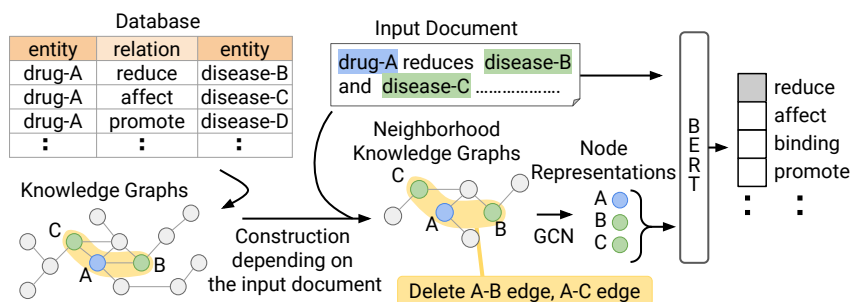 Database
entity relation entity
drug-A reduce disease-B
drug-A affect disease-C
drug-A promote disease-D
: : :
Input Document
drug-A reduces disease-B
and disease-C ......................
Knowledge Graphs
C
A
B
Construction
depending on
the input document
Neighborhood
Knowledge Graphs
C
A
B
Delete A-B edge, A-C edge
GCN
Node
Representations
A
B
C
BERT
reduce
affect
binding
promote
: :